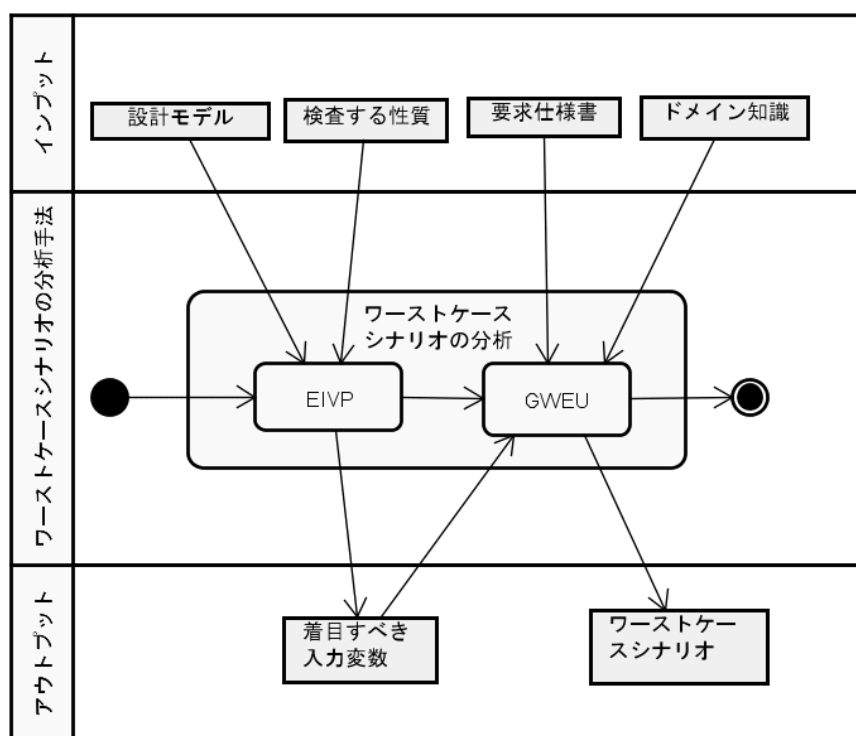 インプット
設計モデル
検査する性質
要求仕様書
ドメイン知識
ワーストケースシナリオの分析手法
ワーストケース
シナリオの分析
EIVP
GWEU
アウトプット
着目すべき
入力変数
ワーストケー
スシナリオ